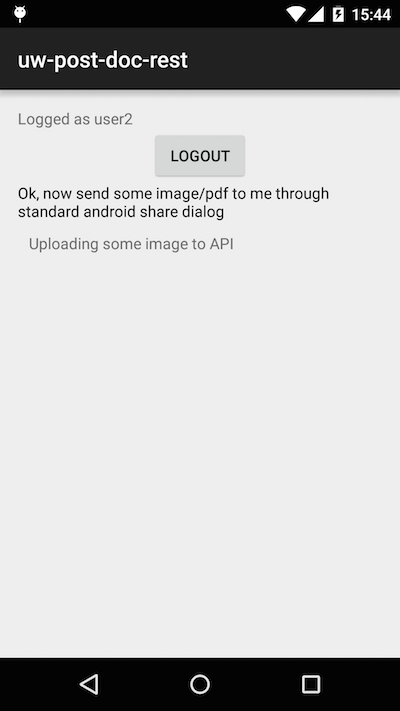 15:44
uw-post-doc-rest
Logged as user2
LOGOUT
Ok, now send some image/pdf to me through
standard android share dialog
Uploading some image to API